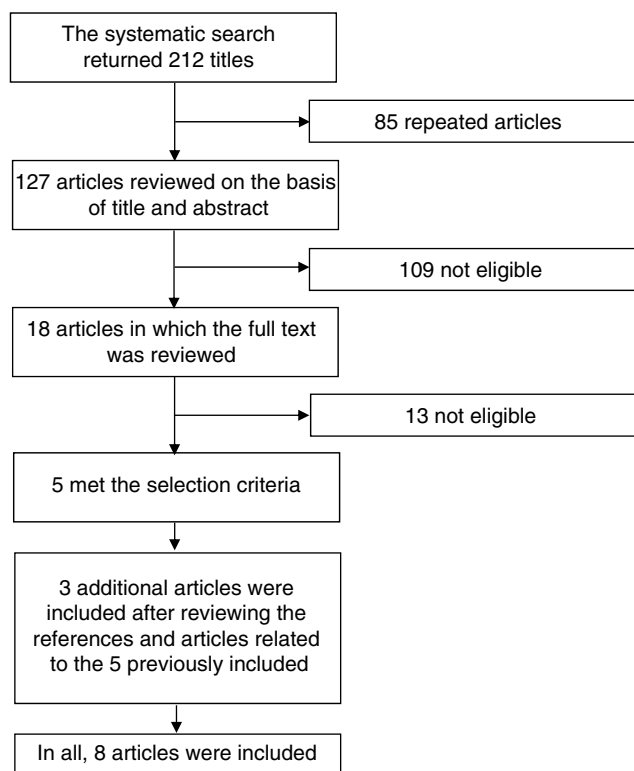 The systematic search
returned 212 titles
85 repeated articles
127 articles reviewed on the basis
of title and abstract
109 not eligible
18 articles in which the full text
was reviewed
13 not eligible
5 met the selection criteria
3 additional articles were
included after reviewing the
references and articles related
to the 5 previously included
In all, 8 articles were included